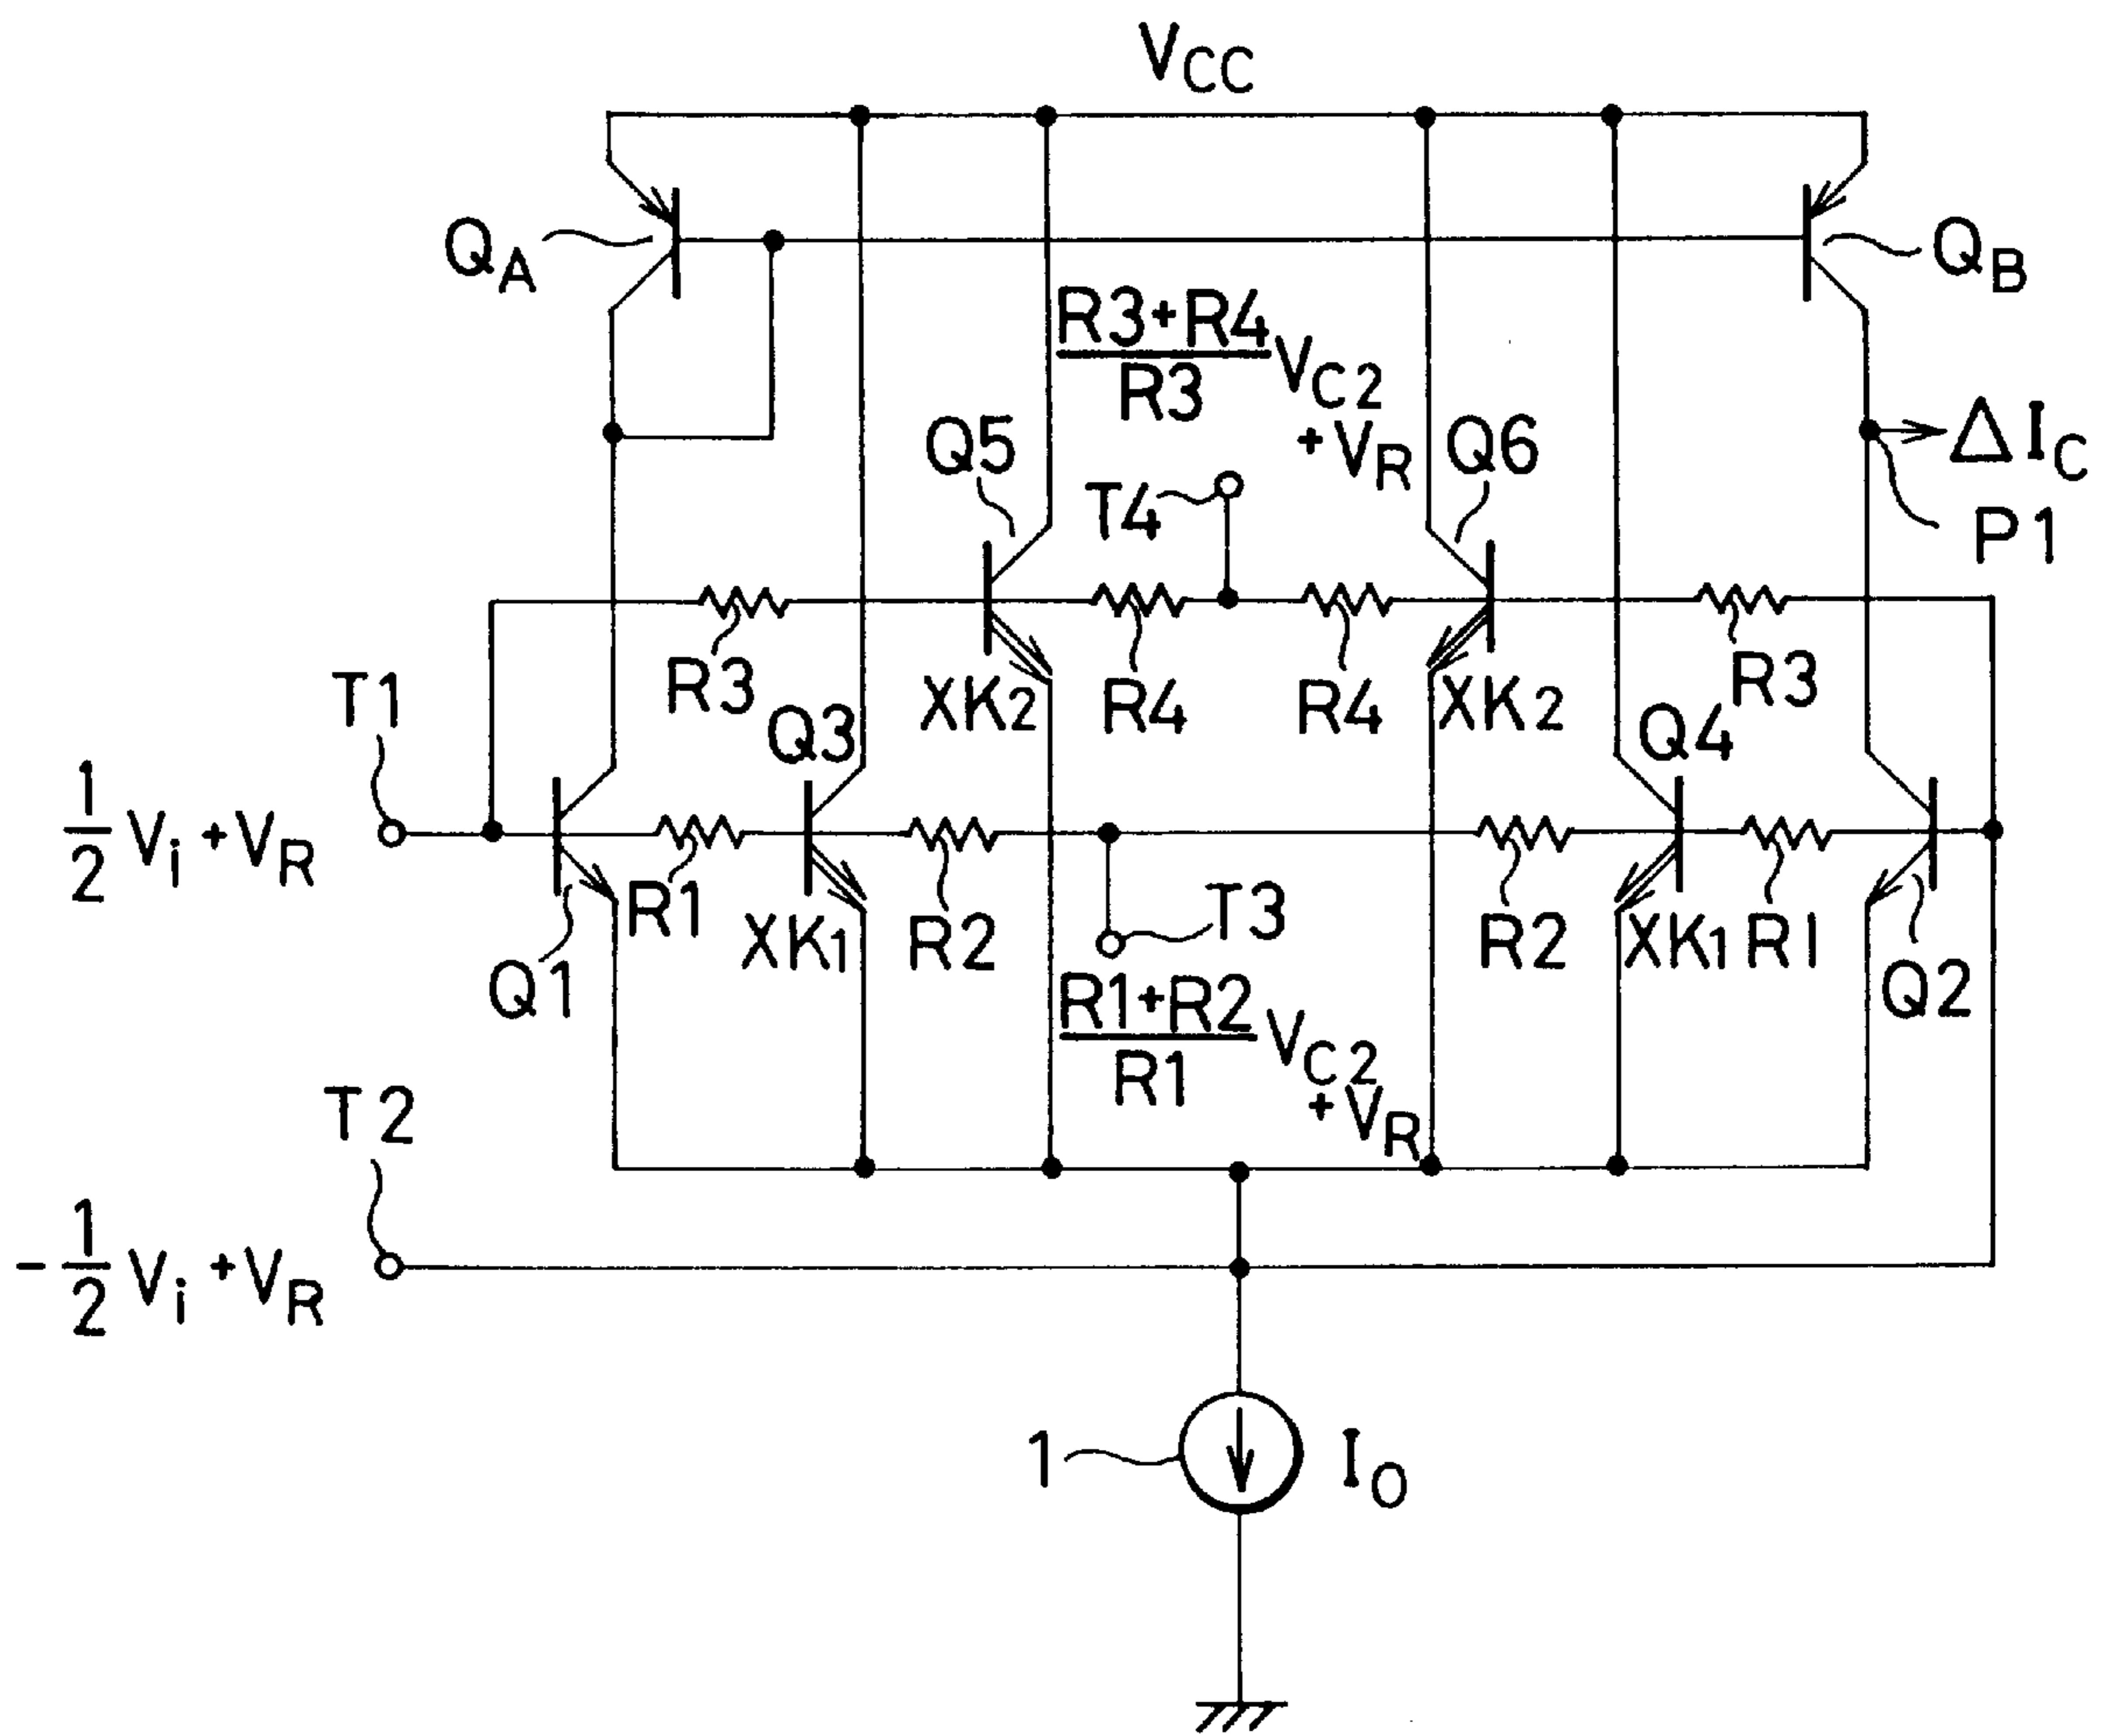 VCC
QA
QB
R3+R4
R3
VC2
+VR
Q5
Q6
T4
ΔIC
P1
R3
XK2
R4
R4
XK2
R3
T1
Q3
Q4
1
2
Vi +VR
R1
XK1
R2
T3
R2
XK1
R1
Q1
Q2
R1+R2
R1
VC2
+VR
T2
-1
2
Vi +VR
1
IO